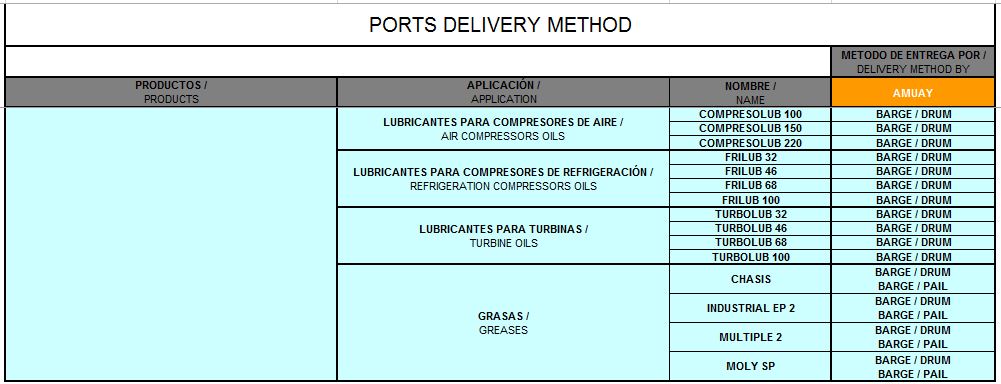 PORTS DELIVERY METHOD
METODO DE ENTREGA POR /
DELIVERY METHOD BY
PRODUCTOS /
PRODUCTS
APLICACIÓN /
APPLICATION
NOMBRE /
NAME
AMUAY
LUBRICANTES PARA COMPRESORES DE AIRE /
AIR COMPRESSORS OILS
COMPRESOLUB 100
BARGE / DRUM
COMPRESOLUB 150
BARGE / DRUM
COMPRESOLUB 220
BARGE / DRUM
LUBRICANTES PARA COMPRESORES DE REFRIGERACIÓN /
REFRIGERATION COMPRESSORS OILS
FRILUB 32
BARGE / DRUM
FRILUB 46
BARGE / DRUM
FRILUB 68
BARGE / DRUM
FRILUB 100
BARGE / DRUM
LUBRICANTES PARA TURBINAS /
TURBINE OILS
TURBOLUB 32
BARGE / DRUM
TURBOLUB 46
BARGE / DRUM
TURBOLUB 68
BARGE / DRUM
TURBOLUB 100
BARGE / DRUM
GRASAS /
GREASES
CHASIS
BARGE / DRUM
BARGE / PAIL
INDUSTRIAL EP 2
BARGE / DRUM
BARGE / PAIL
MULTIPLE 2
BARGE / DRUM
BARGE / PAIL
MOLY SP
BARGE / DRUM
BARGE / PAIL